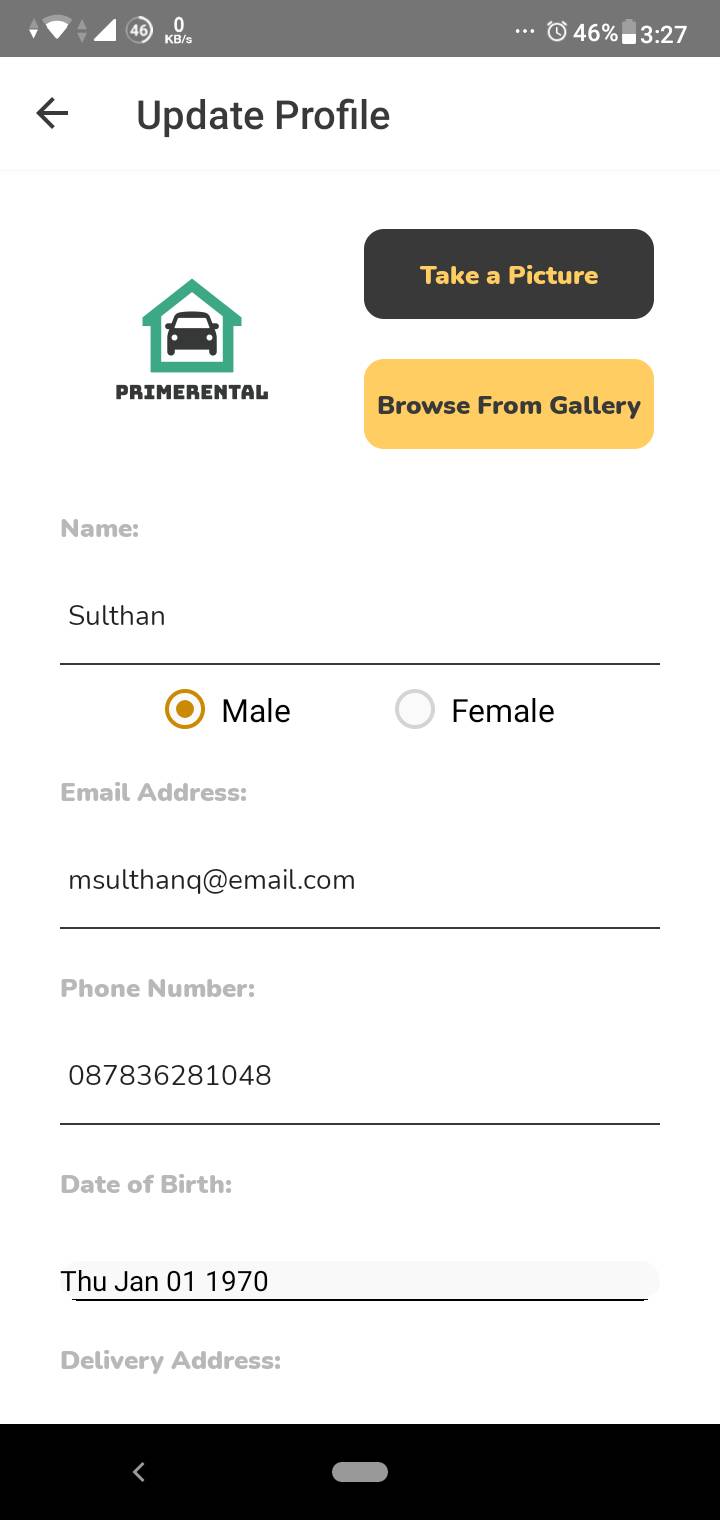 46 0 KB/s ... 46% 3:27
Update Profile
Take a Picture
PRIMERENTAL
Browse From Gallery
Name:
Sulthan
Male Female
Email Address:
msulthanq@email.com
Phone Number:
087836281048
Date of Birth:
Thu Jan 01 1970
Delivery Address: